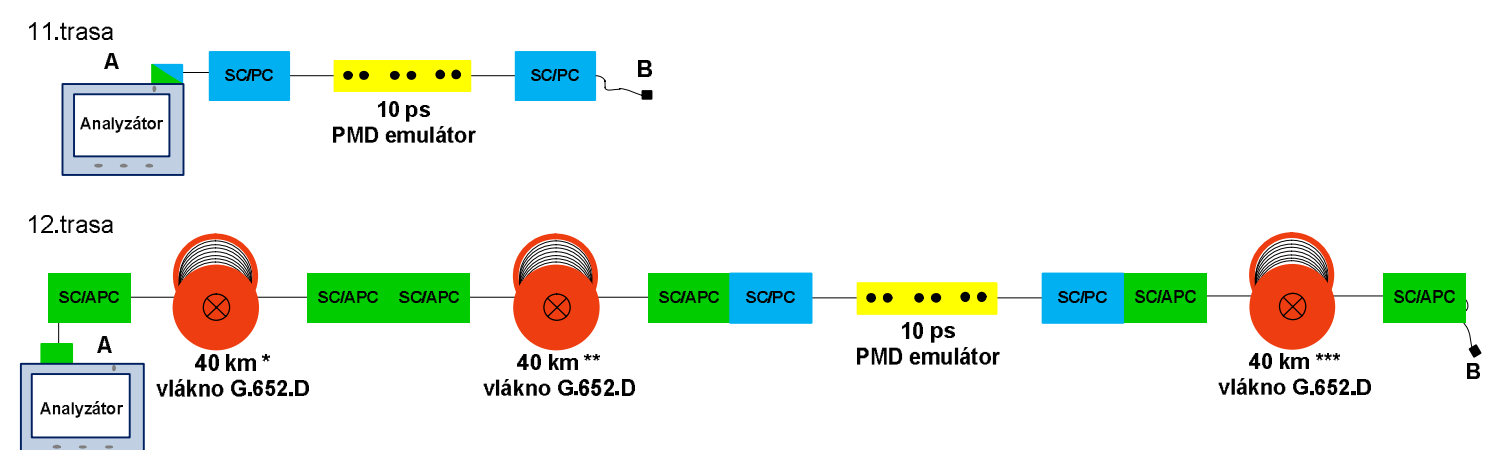 11.trasa
A
SC/PC
SC/PC
B
Analyzátor
10 ps
PMD emulátor
12.trasa
SC/APC
SC/APC SC/APC
SC/APC
SC/PC
SC/PC
SC/APC
SC/APC
A
40 km *
vlákno G.652.D
40 km **
vlákno G.652.D
10 ps
PMD emulátor
40 km ***
vlákno G.652.D
B
Analyzátor